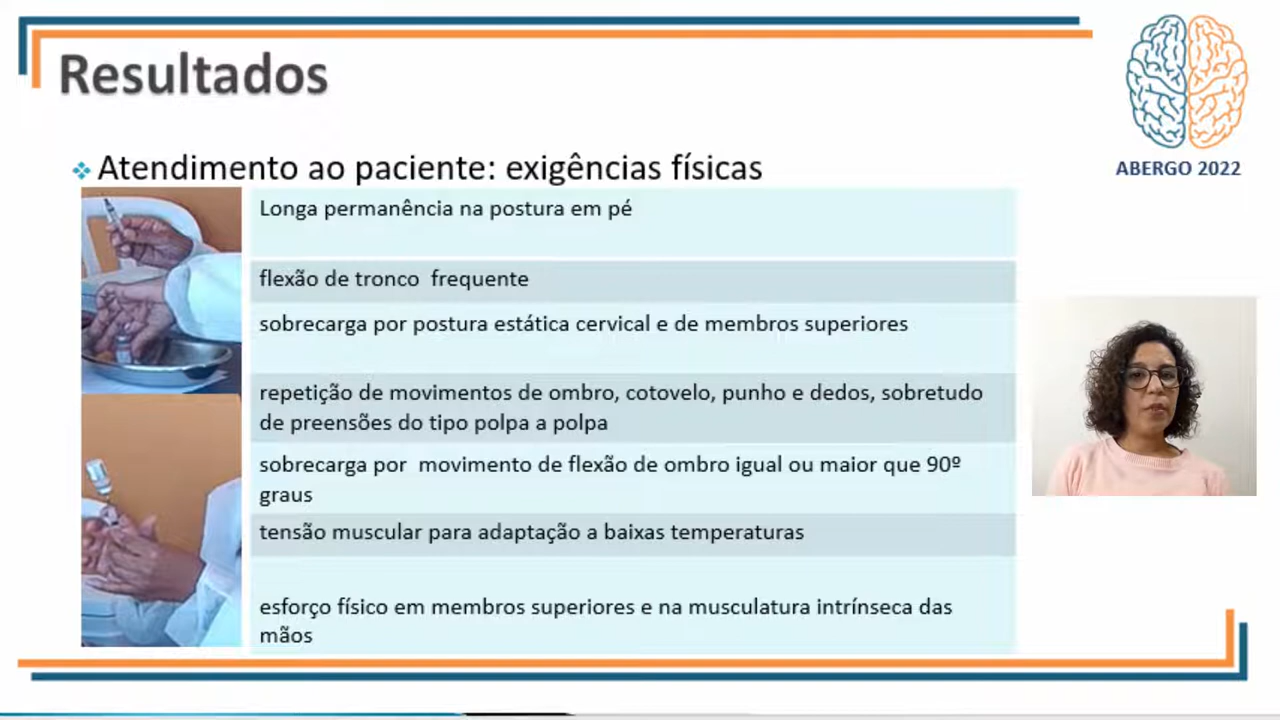 Resultados
ABERGO 2022
Atendimento ao paciente: exigências físicas
Longa permanência na postura em pé
flexão de tronco frequente
sobrecarga por postura estática cervical e de membros superiores
repetição de movimentos de ombro, cotovelo, punho e dedos, sobretudo
de preensões do tipo polpa a polpa
sobrecarga por movimento de flexão de ombro igual ou maior que 90º
graus
tensão muscular para adaptação a baixas temperaturas
esforço físico em membros superiores e na musculatura intrínseca das
mãos